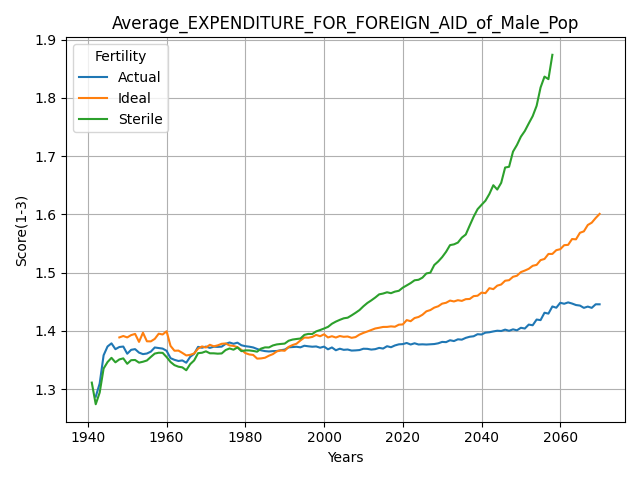 Average_EXPENDITURE_FOR_FOREIGN_AID_of_Male_Pop
1.9
1.8
1.7
1.6
1.5
1.4
1.3
Score(1-3)
Fertility
Actual
Ideal
Sterile
1940 1960 1980 2000 2020 2040 2060
Years